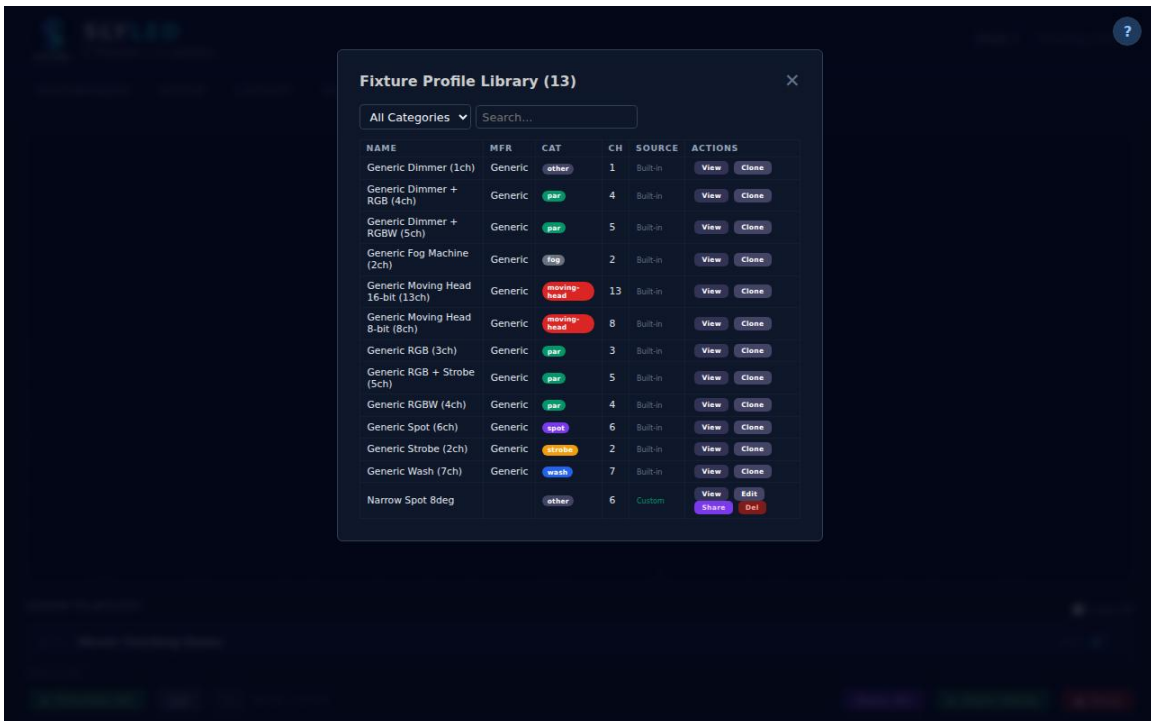 SLYLED
?
Fixture Profile Library (13) ✕
All Categories Search...
NAME MFR CAT CH SOURCE ACTIONS
Generic Dimmer (1ch) Generic other 1 Built-in View Clone
Generic Dimmer +
RGB (4ch) Generic par 4 Built-in View Clone
Generic Dimmer +
RGBW (5ch) Generic par 5 Built-in View Clone
Generic Fog Machine
(2ch) Generic fog 2 Built-in View Clone
Generic Moving Head
16-bit (13ch) Generic moving-
head 13 Built-in View Clone
Generic Moving Head
8-bit (8ch) Generic moving-
head 8 Built-in View Clone
Generic RGB (3ch) Generic par 3 Built-in View Clone
Generic RGB + Strobe
(5ch) Generic par 5 Built-in View Clone
Generic RGBW (4ch) Generic par 4 Built-in View Clone
Generic Spot (6ch) Generic spot 6 Built-in View Clone
Generic Strobe (2ch) Generic strobe 2 Built-in View Clone
Generic Wash (7ch) Generic wash 7 Built-in View Clone
Narrow Spot 8deg other 6 Custom View Edit
Share Del